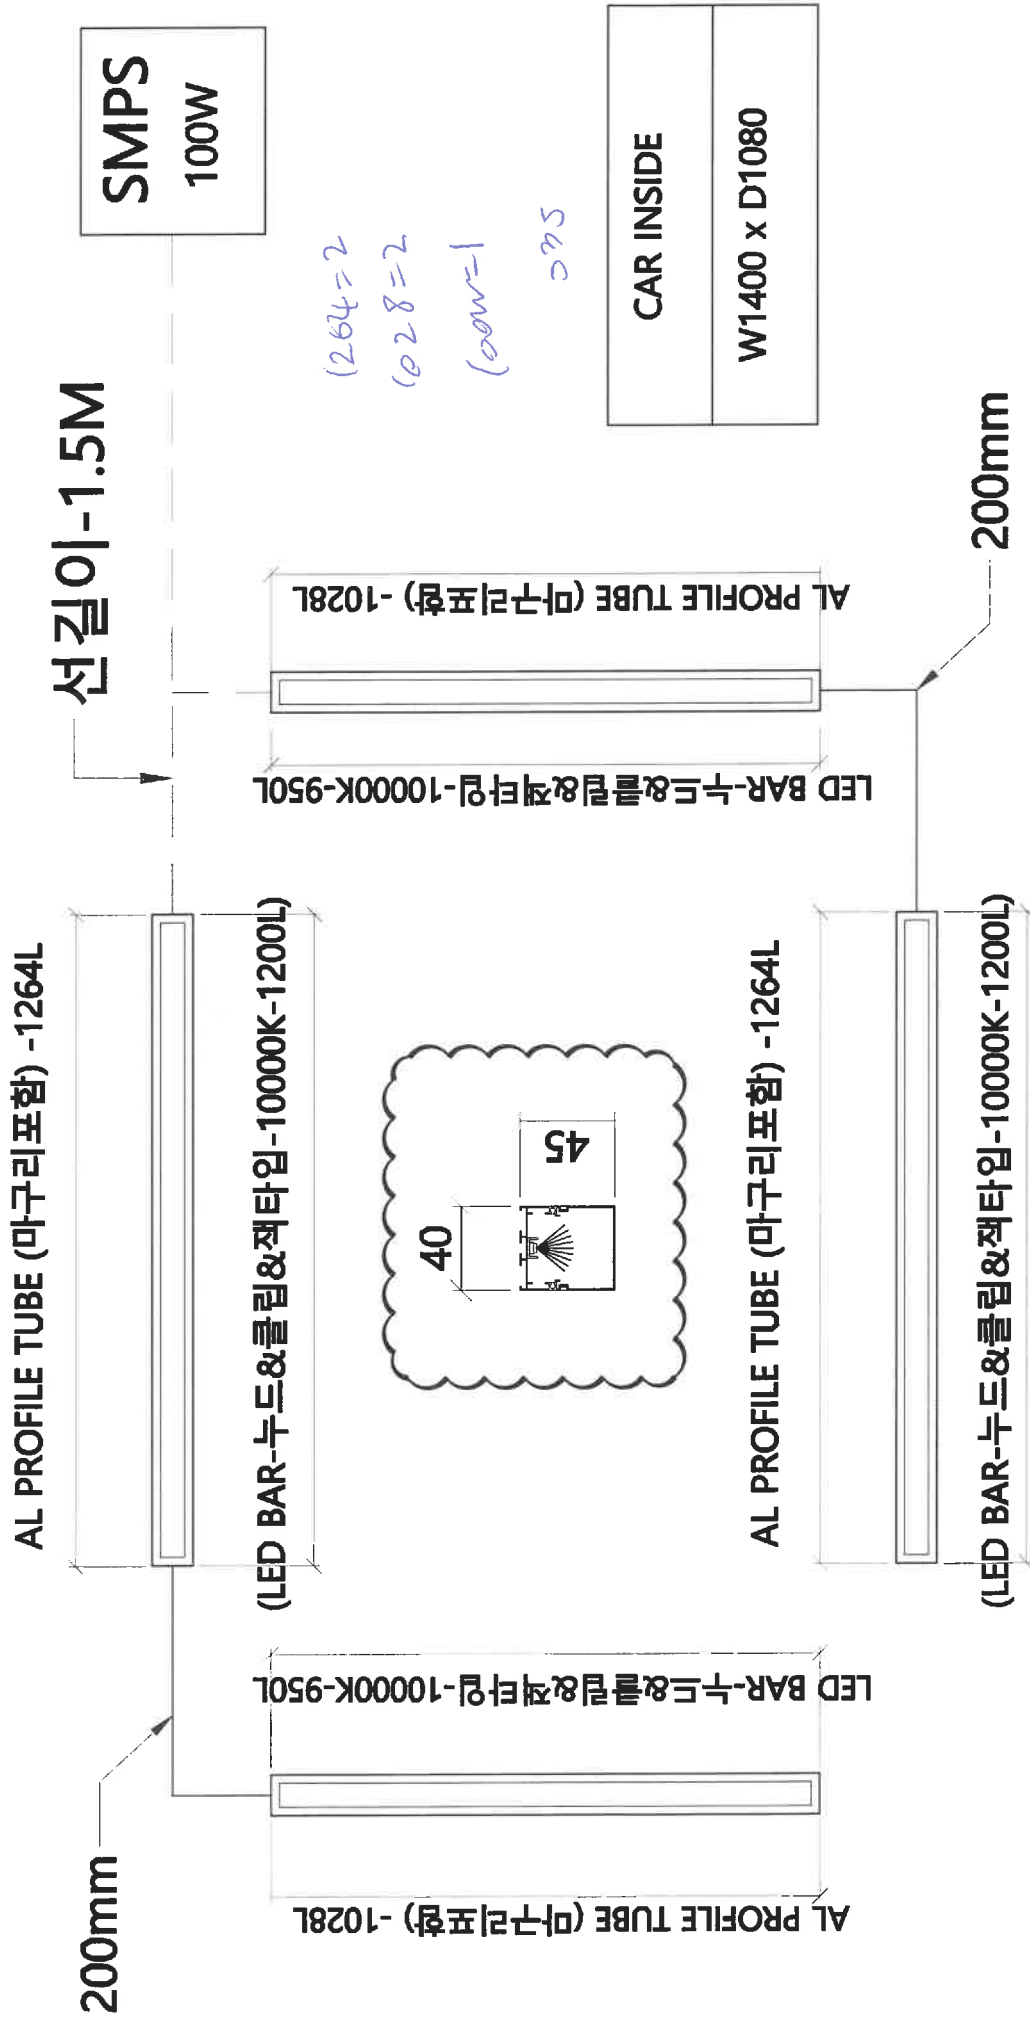 200mm
AL PROFILE TUBE (마구리포함) -1264L
(LED BAR-누드&클립&잭타입-10000K-1200L)
선길이-1.5M
SMPS
100W
AL PROFILE TUBE (마구리포함) -1028L
LED BAR-누드&클립&잭타입-10000K-950L
40
45
LED BAR-누드&클립&잭타입-10000K-950L
AL PROFILE TUBE (마구리포함) -1028L
1264=2
1028=2
100W=1
AL PROFILE TUBE (마구리포함) -1264L
(LED BAR-누드&클립&잭타입-10000K-1200L)
200mm
CAR INSIDE
W1400 x D1080